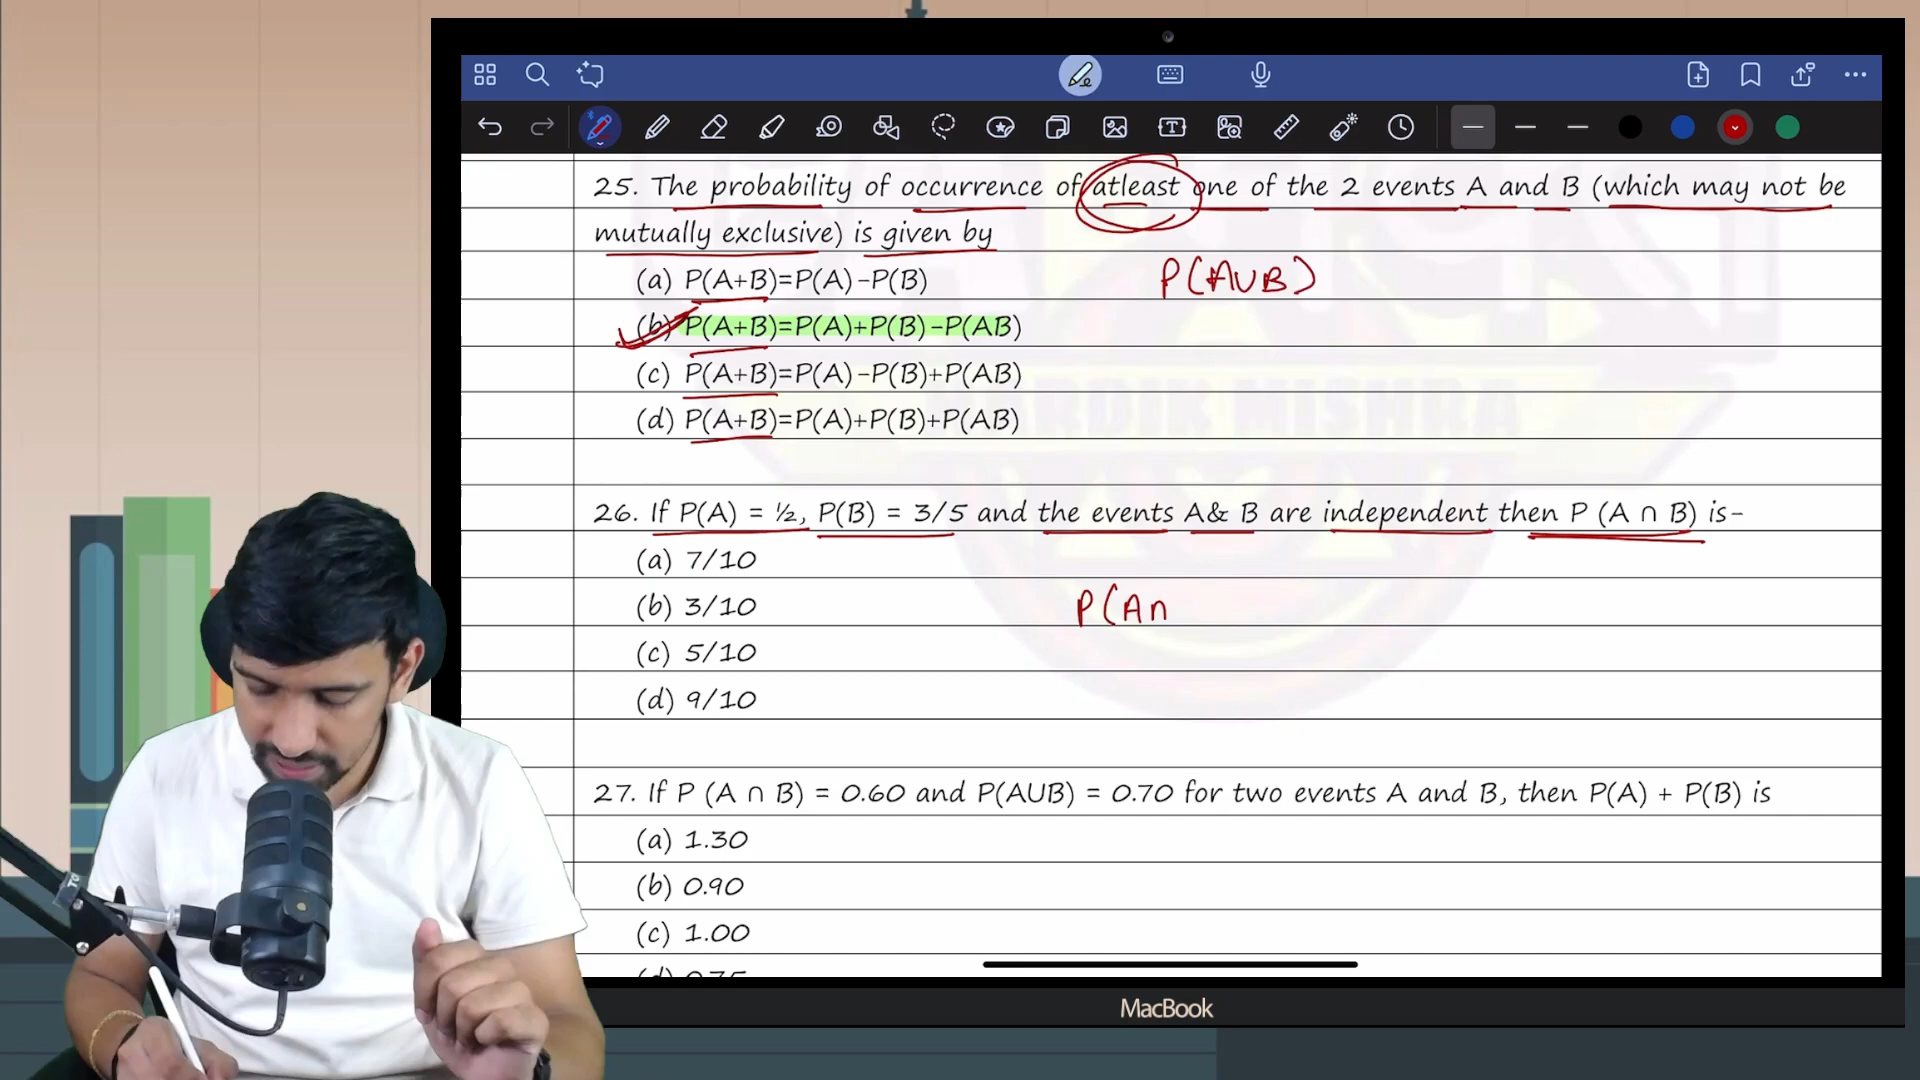 25. The probability of occurrence of atleast one of the 2 events A and B (which may not be
mutually exclusive) is given by
(a) P(A+B)=P(A)-P(B)
P(AUB)
(b) P(A+B)=P(A)+P(B)-P(AB)
(c) P(A+B)=P(A)-P(B)+P(AB)
(d) P(A+B)=P(A)+P(B)+P(AB)
HARDIK MISHRA
26. If P(A) = ½, P(B) = 3/5 and the events A& B are independent then P (A ∩ B) is-
(a) 7/10
(b) 3/10
P(A∩
(c) 5/10
(d) 9/10
27. If P (A ∩ B) = 0.60 and P(AUB) = 0.70 for two events A and B, then P(A) + P(B) is
(a) 1.30
(b) 0.90
(c) 1.00
MacBook